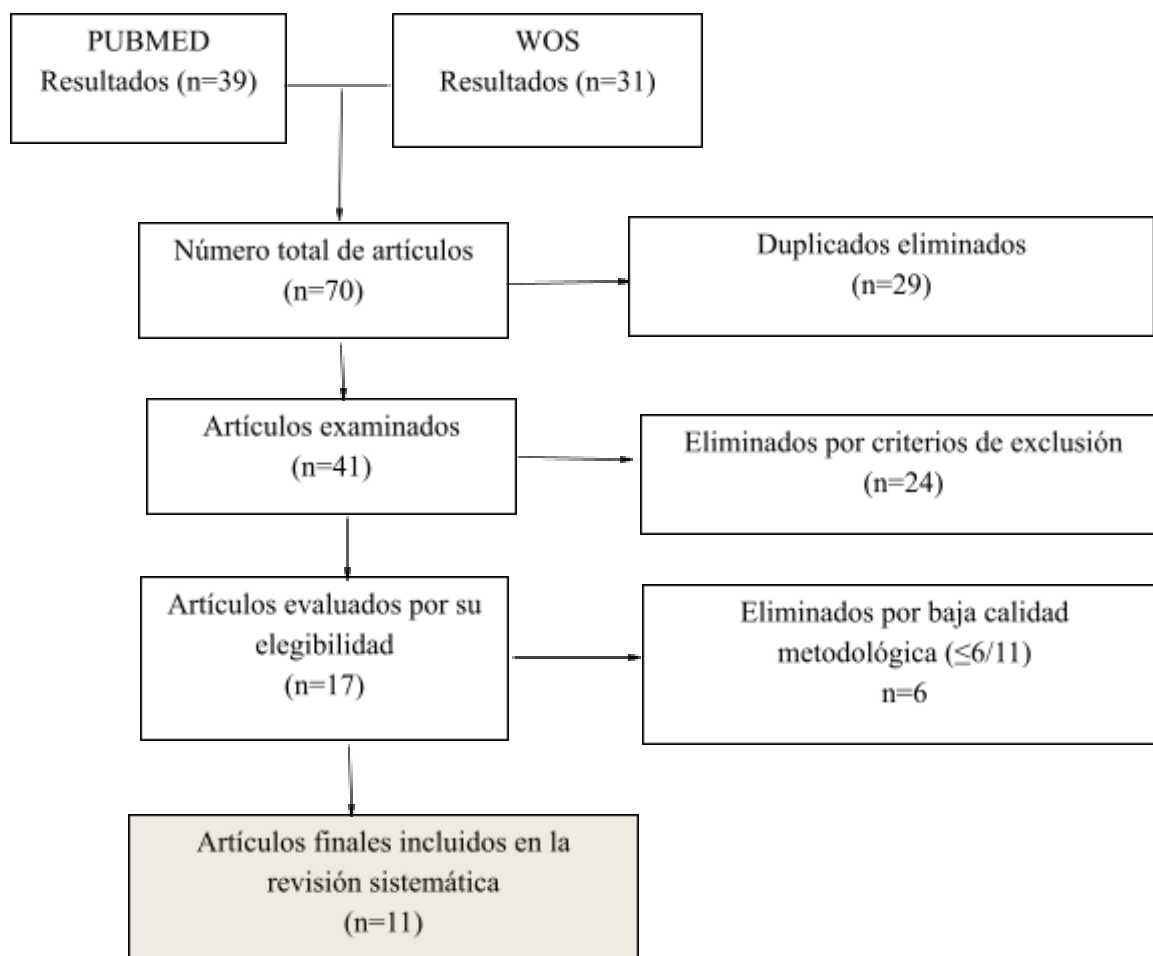 PUBMED
Resultados (n=39)
WOS
Resultados (n=31)
Número total de artículos
(n=70)
Duplicados eliminados
(n=29)
Artículos examinados
(n=41)
Eliminados por criterios de exclusión
(n=24)
Artículos evaluados por su
elegibilidad
(n=17)
Eliminados por baja calidad
metodológica (≤6/11)
n=6
Artículos finales incluidos en la
revisión sistemática
(n=11)